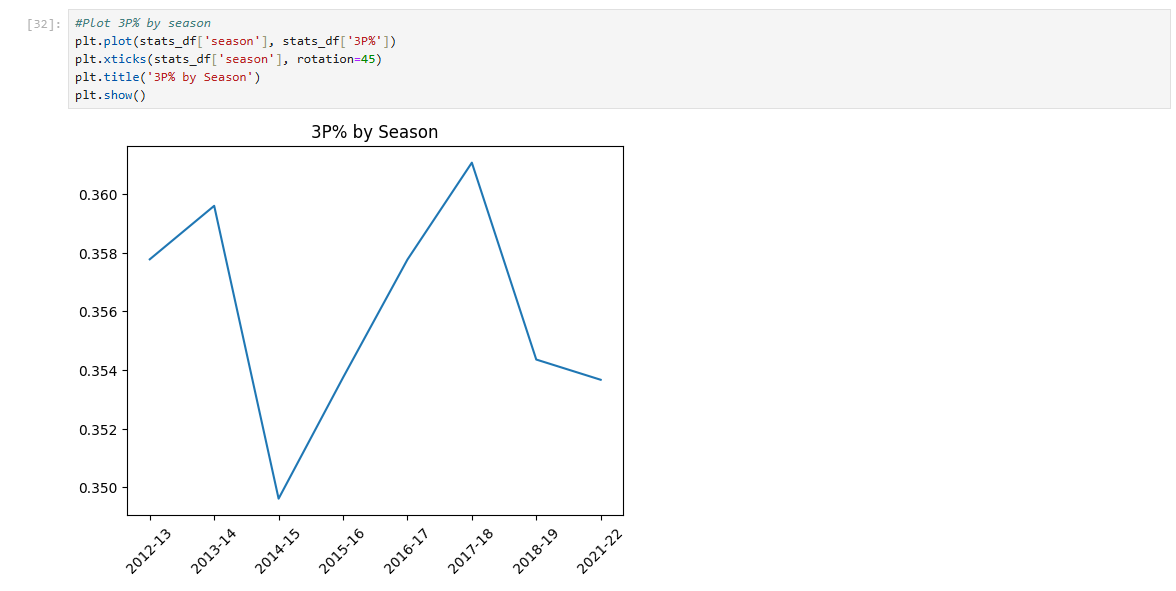 [32]:
#Plot 3P% by season
plt.plot(stats_df['season'], stats_df['3P%'])
plt.xticks(stats_df['season'], rotation=45)
plt.title('3P% by Season')
plt.show()
3P% by Season
0.360
0.358
0.356
0.354
0.352
0.350
2012-13
2013-14
2014-15
2015-16
2016-17
2017-18
2018-19
2021-22